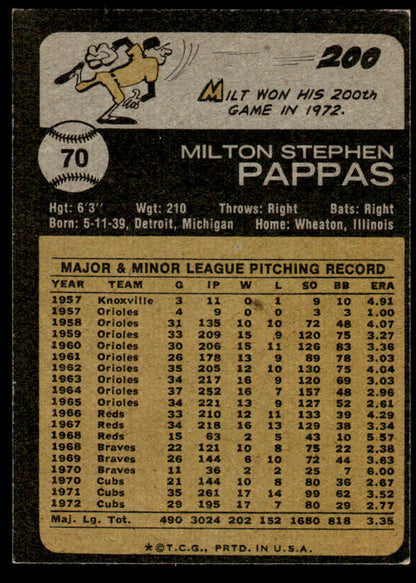 200
MILT WON HIS 200th
GAME IN 1972.
70
MILTON STEPHEN
PAPPAS
Hgt: 6'3" Wgt: 210 Throws: Right Bats: Right
Born: 5-11-39, Detroit, Michigan Home: Wheaton, Illinois
MAJOR & MINOR LEAGUE PITCHING RECORD
YEAR TEAM G IP W L SO BB ERA
1957 Knoxville 3 11 0 1 9 10 4.91
1957 Orioles 4 9 0 0 3 3 1.00
1958 Orioles 31 135 10 10 72 48 4.07
1959 Orioles 33 209 15 9 120 75 3.27
1960 Orioles 30 206 15 11 126 83 3.36
1961 Orioles 26 178 13 9 89 78 3.03
1962 Orioles 35 205 12 10 130 75 4.04
1963 Orioles 34 217 16 9 120 69 3.03
1964 Orioles 37 252 16 7 157 48 2.96
1965 Orioles 34 221 13 9 127 52 2.61
1966 Reds 33 210 12 11 133 39 4.29
1967 Reds 34 218 16 13 129 38 3.34
1968 Reds 15 63 2 5 43 10 5.57
1968 Braves 22 121 10 8 75 22 2.38
1969 Braves 26 144 6 10 72 44 3.63
1970 Braves 11 36 2 2 25 7 6.00
1970 Cubs 21 144 10 8 80 36 2.67
1971 Cubs 35 261 17 14 99 62 3.52
1972 Cubs 29 195 17 7 80 29 2.77
Maj. Lg. Tot. 490 3024 202 152 1680 818 3.35
*©T.C.G., PRTD. IN U.S.A.